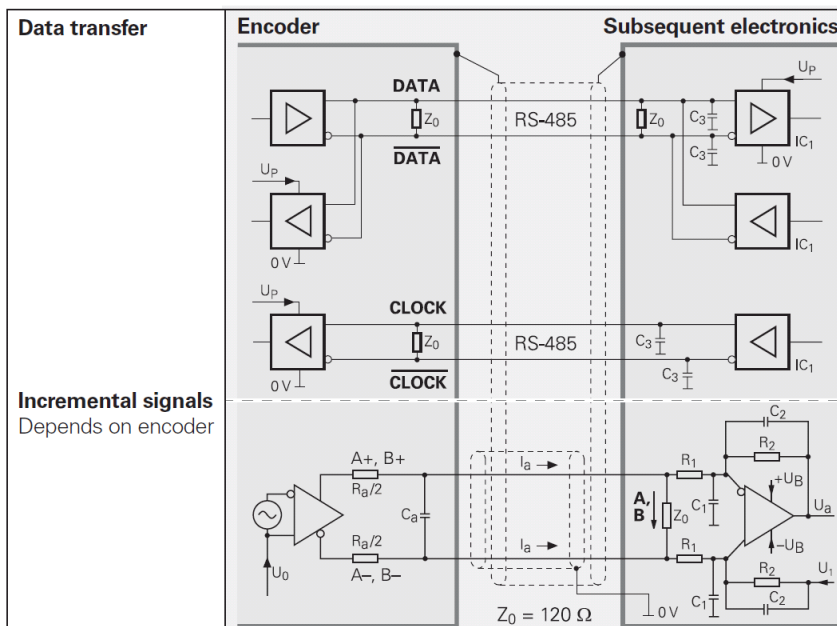 Data transfer
Encoder
Subsequent electronics
DATA
Uₚ
Z₀
RS-485
Z₀
C₃
DATA
C₃
IC₁
0 V
Uₚ
0 V
IC₁
Uₚ
CLOCK
Z₀
RS-485
C₃
CLOCK
C₃
0 V
IC₁
Incremental signals
Depends on encoder
A+, B+
Iₐ
R₁
C₂
R₂
Rₐ/2
+U_B
Cₐ
A,
B
C₁
Z₀
Uₐ
Rₐ/2
Iₐ
R₁
–U_B
A–, B–
U₀
R₂
U₁
C₁
C₂
Z₀ = 120 Ω
0 V